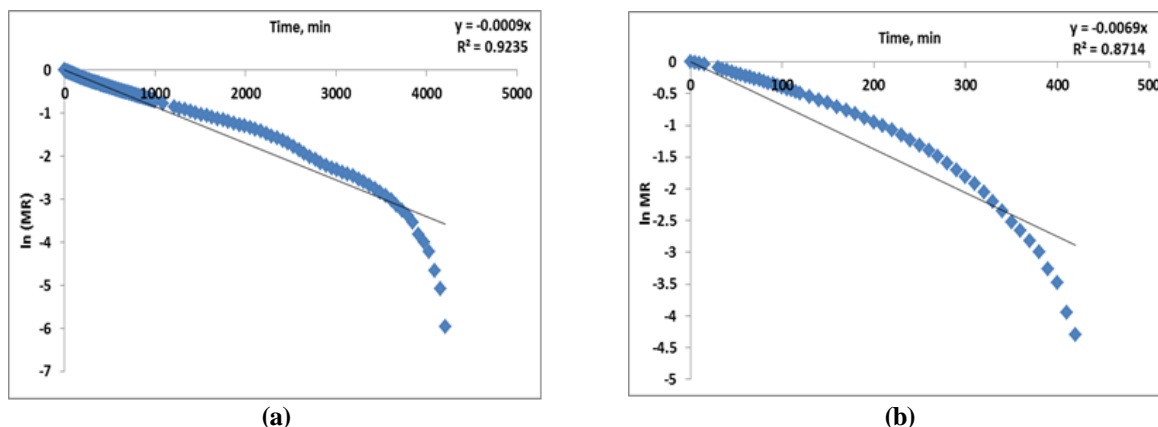 Time, min
y = -0.0009x
R² = 0.9235
0
0 1000 2000 3000 4000 5000
-1
-2
-3
-4
-5
-6
-7
ln (MR)
(a)
Time, min
y = -0.0069x
R² = 0.8714
0
0 100 200 300 400 500
-0.5
-1
-1.5
-2
-2.5
-3
-3.5
-4
-4.5
-5
ln MR
(b)